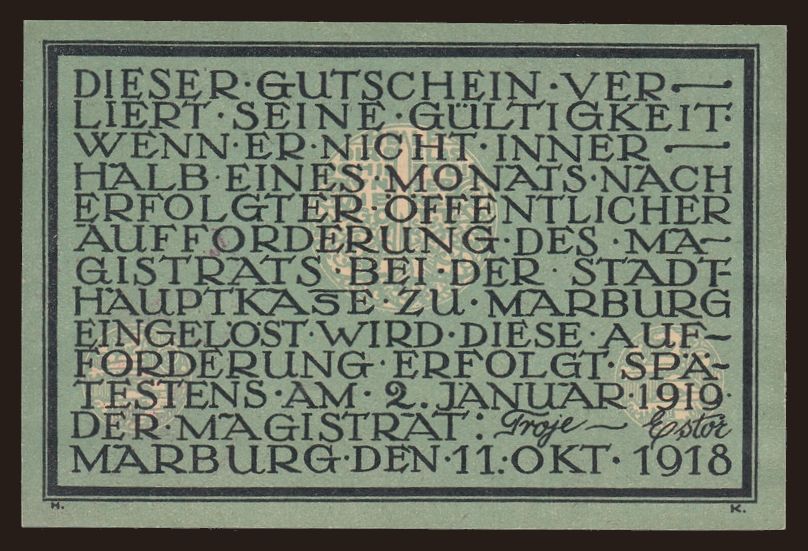 DIESER·GUTSCHEIN·VER—
LIERT·SEINE·GÜLTIGKEIT·
WENN·ER·NICHT·INNER—
HALB·EINES·MONATS·NACH
ERFOLGTER·ÖFFENTLICHER
AUFFORDERUNG·DES·MA-
GISTRATS·BEI·DER·STADT-
HAUPTKASE·ZU·MARBURG
EINGELÖST·WIRD·DIESE·AUF-
FORDERUNG·ERFOLGT·SPÄ-
TESTENS·AM·2.JANUAR·1919·
DER·MAGISTRAT: Troje — Estor
MARBURG·DEN·11.·OKT·1918
H. K.